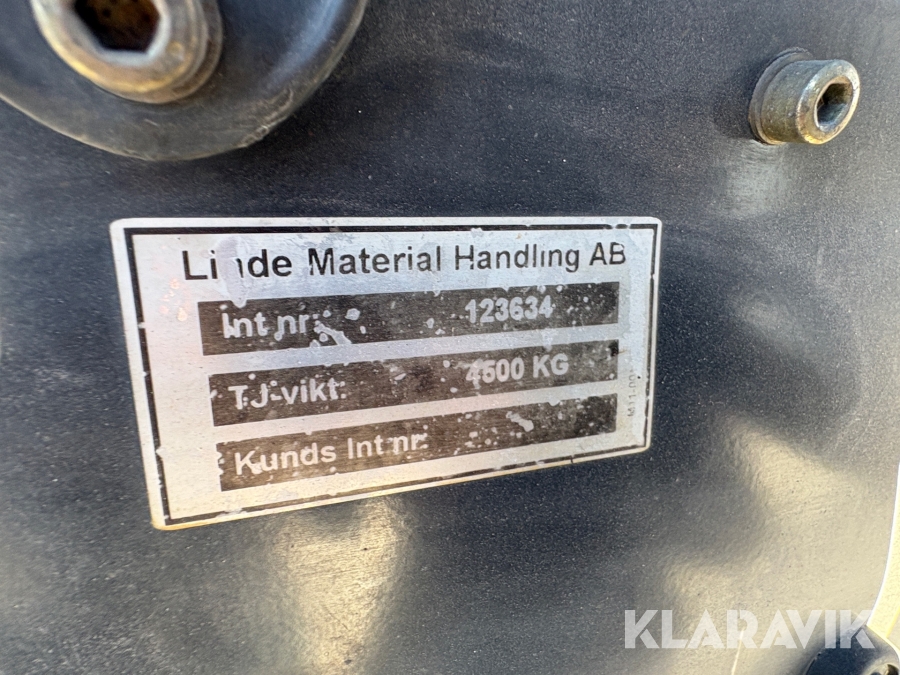 Linde Material Handling AB
Int nr: 123634
TJ-vikt: 4500 KG
Kunds Int nr:
KLARAVIK